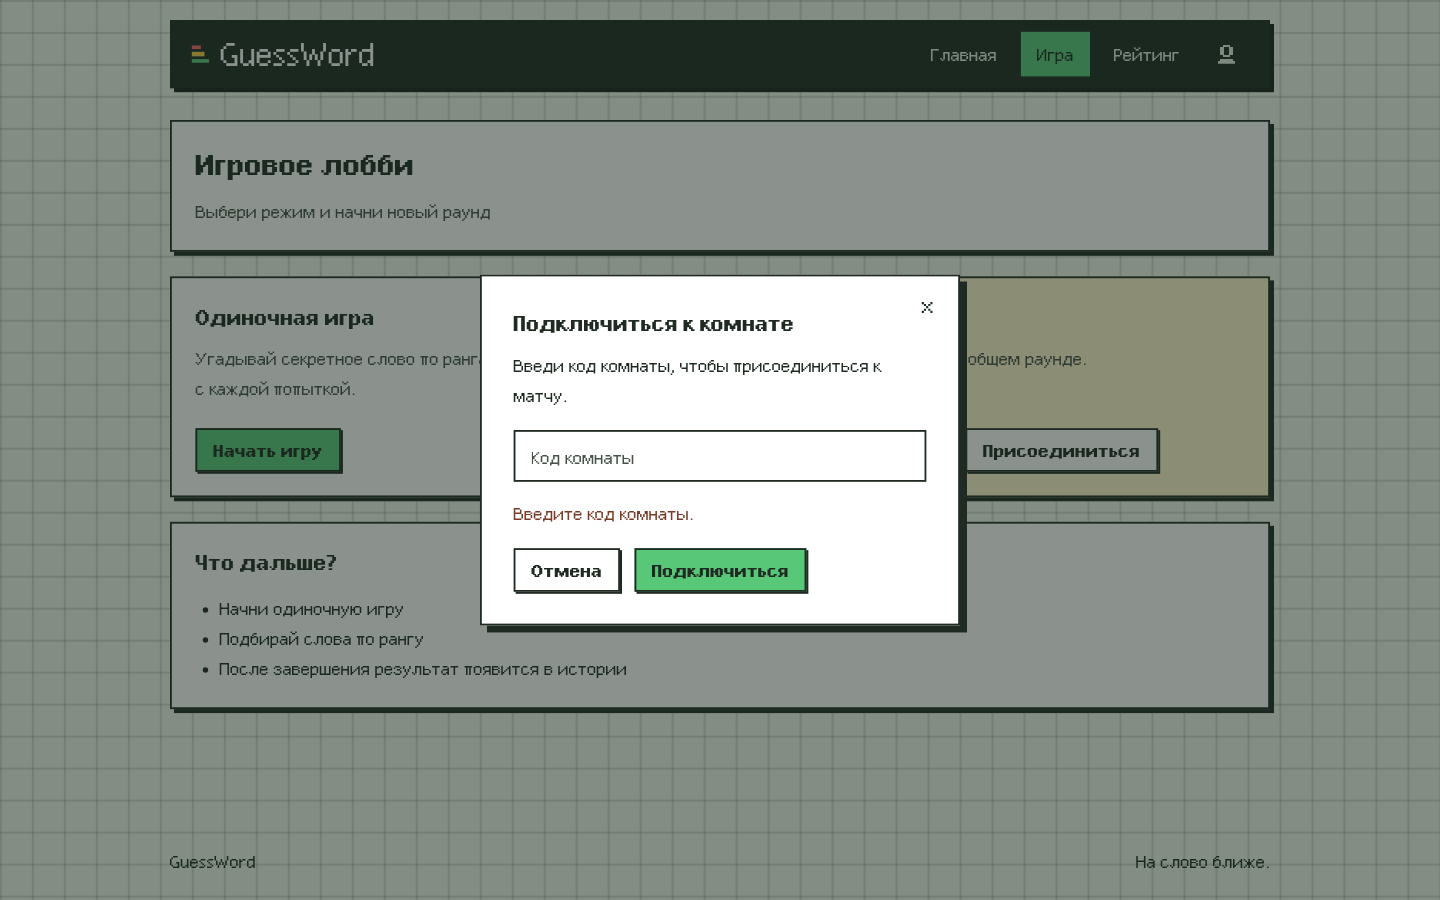 GuessWord
Главная
Игра
Рейтинг
Игровое лобби
Выбери режим и начни новый раунд
Одиночная игра
Угадывай секретное слово по
с каждой попыткой.
Начать игру
общем раунде.
Присоединиться
Подключиться к комнате
Введи код комнаты, чтобы присоединиться к
матчу.
Код комнаты
Введите код комнаты.
Отмена
Подключиться
Что дальше?
Начни одиночную игру
Подбирай слова по рангу
После завершения результат появится в истории
GuessWord
На слово ближе.